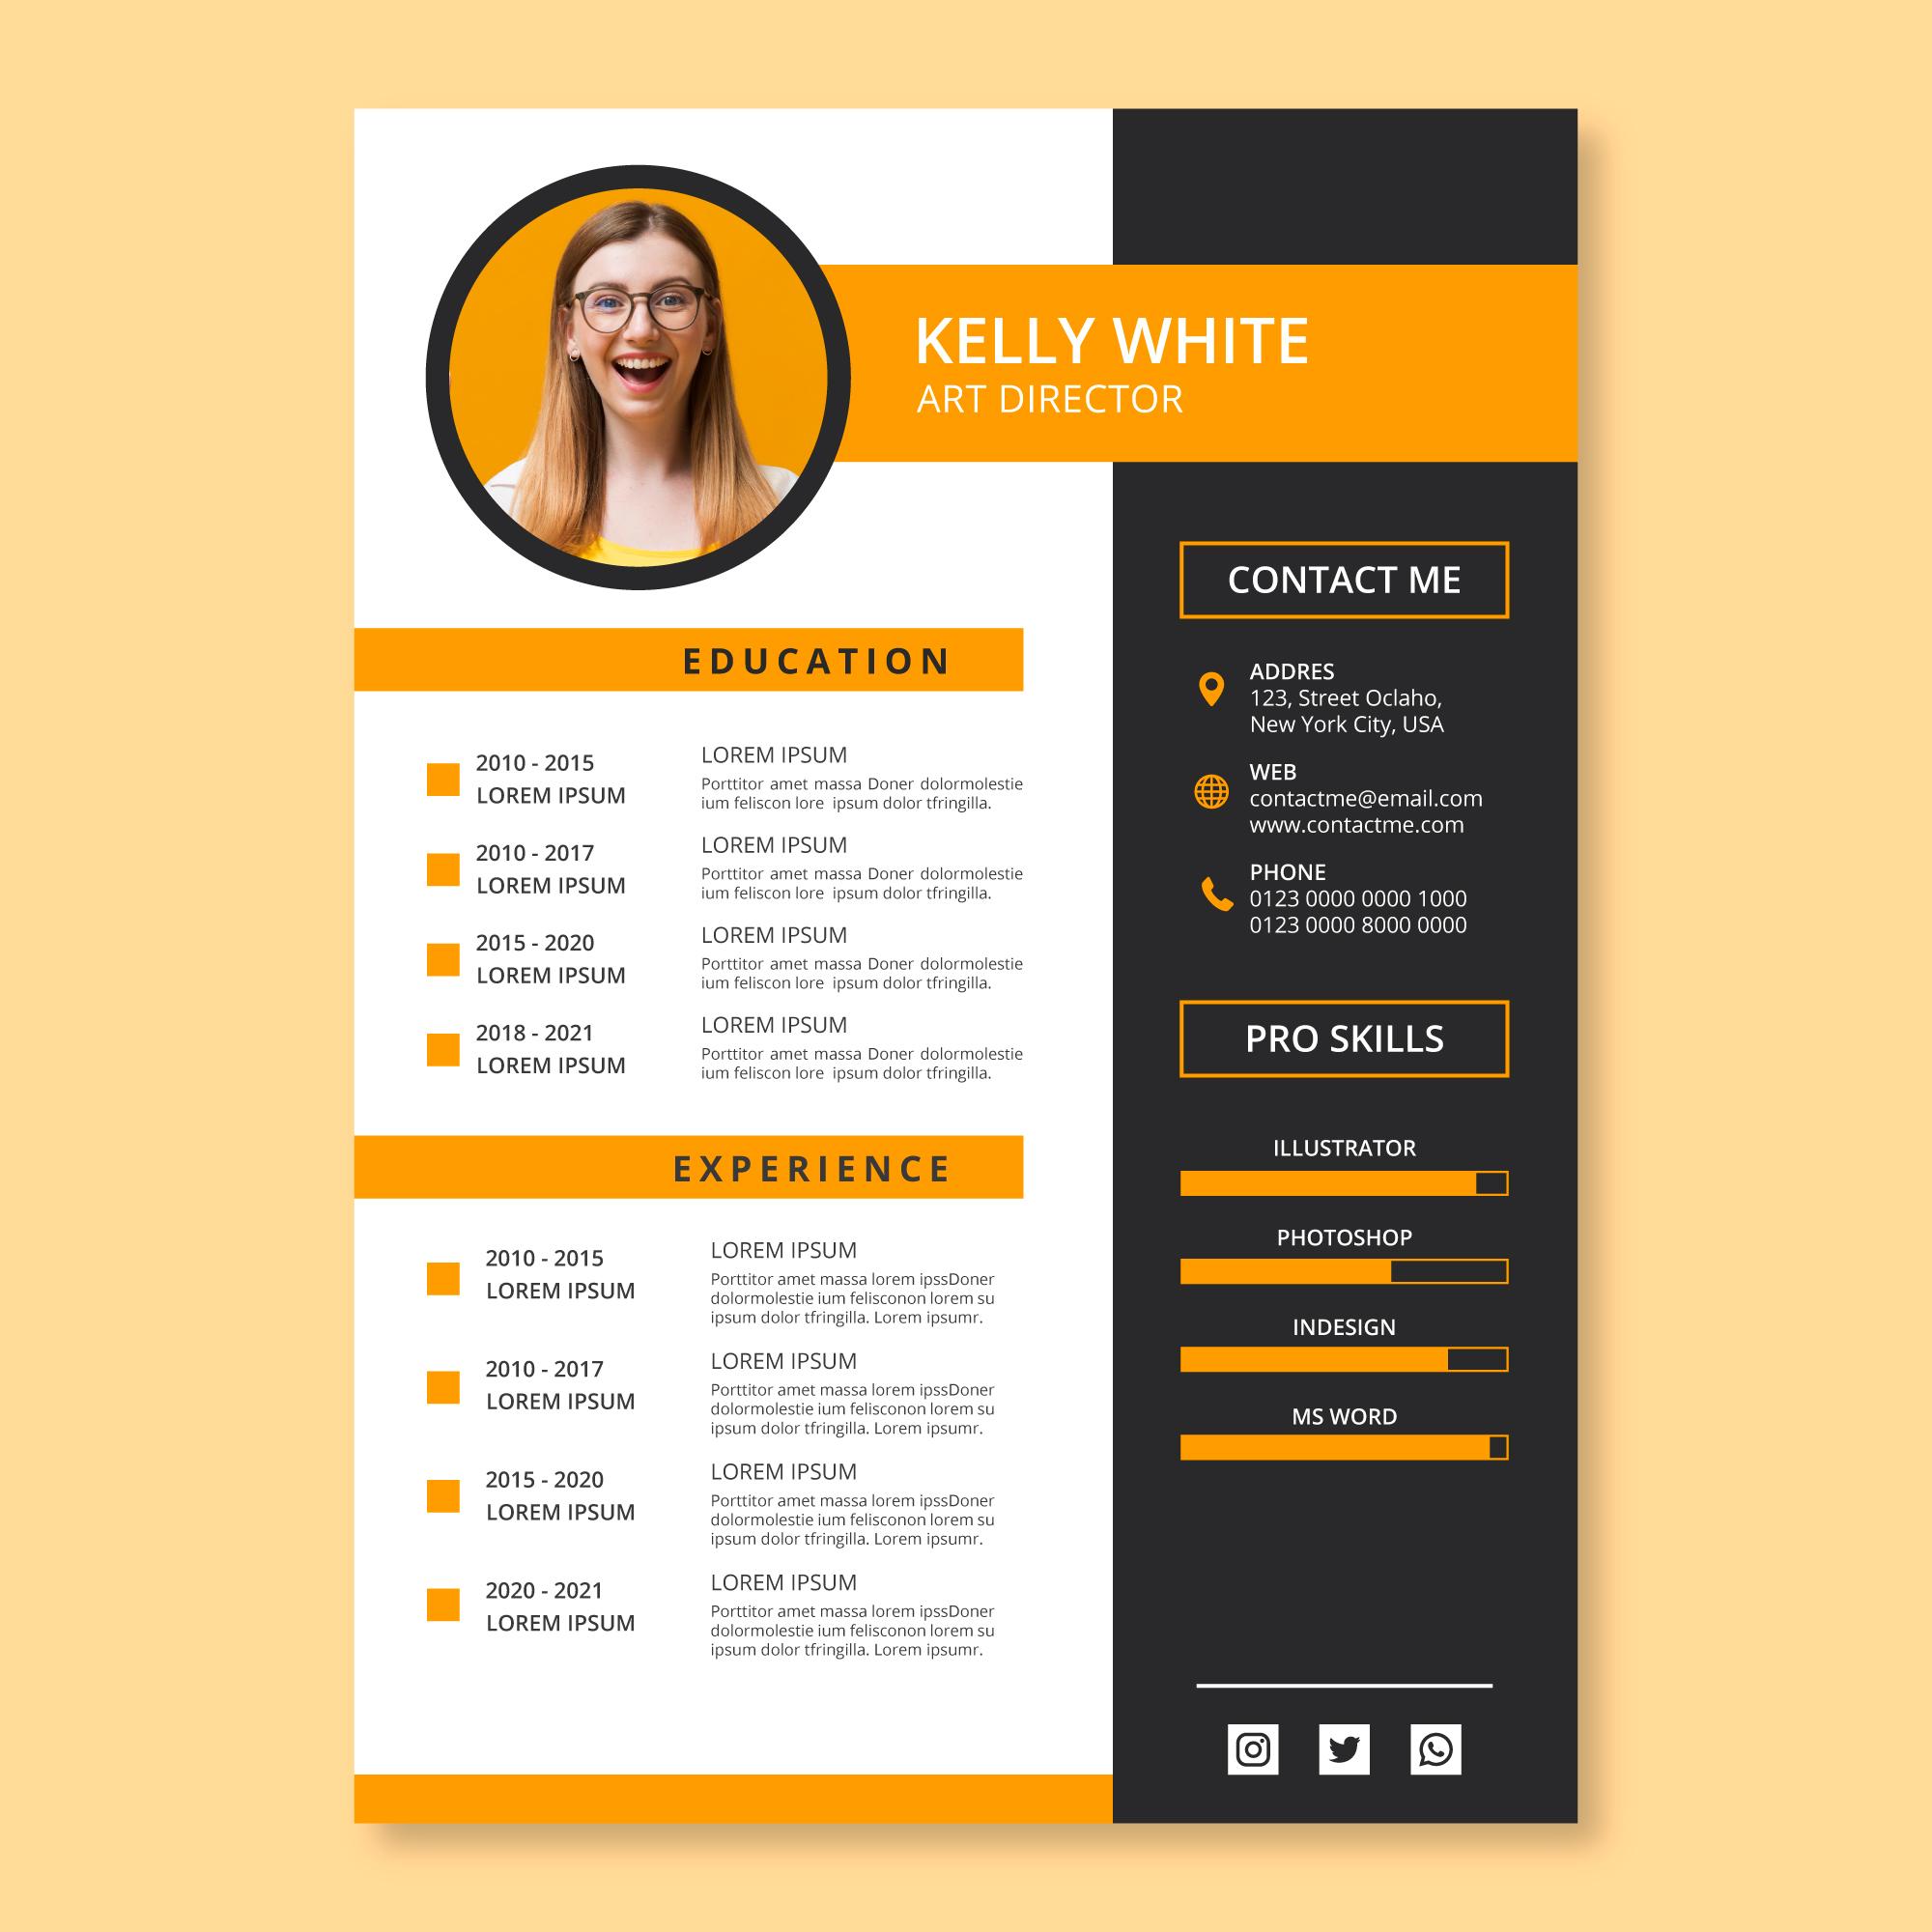 KELLY WHITE
ART DIRECTOR
EDUCATION
2010 - 2015
LOREM IPSUM
LOREM IPSUM
Porttitor amet massa Doner dolormolestie
ium feliscon lore ipsum dolor tfringilla.
2010 - 2017
LOREM IPSUM
LOREM IPSUM
Porttitor amet massa Doner dolormolestie
ium feliscon lore ipsum dolor tfringilla.
2015 - 2020
LOREM IPSUM
LOREM IPSUM
Porttitor amet massa Doner dolormolestie
ium feliscon lore ipsum dolor tfringilla.
2018 - 2021
LOREM IPSUM
LOREM IPSUM
Porttitor amet massa Doner dolormolestie
ium feliscon lore ipsum dolor tfringilla.
EXPERIENCE
2010 - 2015
LOREM IPSUM
LOREM IPSUM
Porttitor amet massa lorem ipssDoner
dolormolestie ium felisconon lorem su
ipsum dolor tfringilla. Lorem ipsumr.
2010 - 2017
LOREM IPSUM
LOREM IPSUM
Porttitor amet massa lorem ipssDoner
dolormolestie ium felisconon lorem su
ipsum dolor tfringilla. Lorem ipsumr.
2015 - 2020
LOREM IPSUM
LOREM IPSUM
Porttitor amet massa lorem ipssDoner
dolormolestie ium felisconon lorem su
ipsum dolor tfringilla. Lorem ipsumr.
2020 - 2021
LOREM IPSUM
LOREM IPSUM
Porttitor amet massa lorem ipssDoner
dolormolestie ium felisconon lorem su
ipsum dolor tfringilla. Lorem ipsumr.
CONTACT ME
ADDRES
123, Street Oclaho,
New York City, USA
WEB
contactme@email.com
www.contactme.com
PHONE
0123 0000 0000 1000
0123 0000 8000 0000
PRO SKILLS
ILLUSTRATOR
PHOTOSHOP
INDESIGN
MS WORD